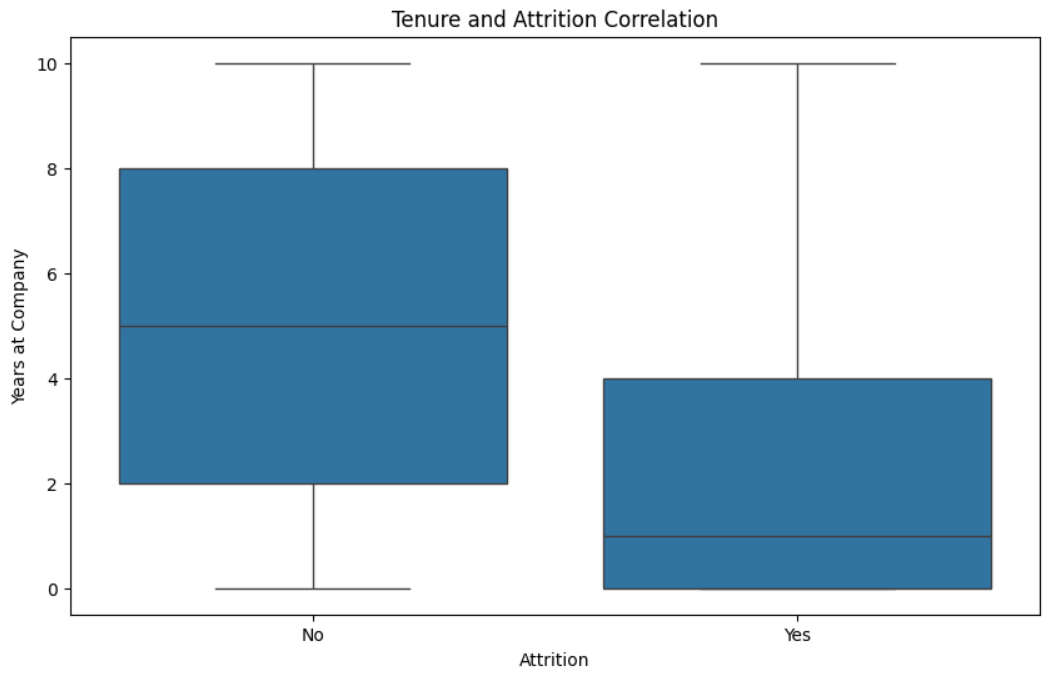 Tenure and Attrition Correlation
10
8
6
4
2
0
Years at Company
No
Yes
Attrition